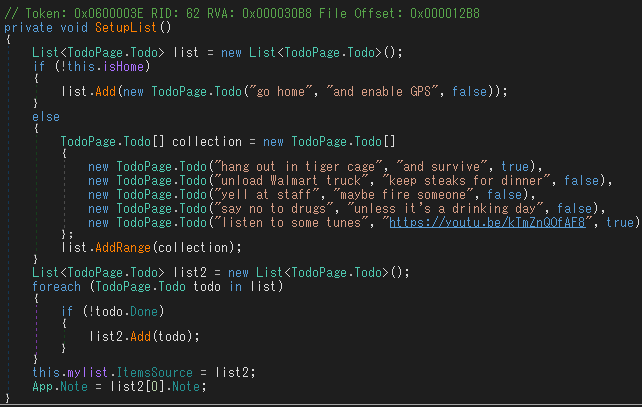 // Token: 0x0600003E RID: 62 RVA: 0x000030B8 File Offset: 0x000012B8
private void SetupList()
{
    List<TodoPage.Todo> list = new List<TodoPage.Todo>();
    if (!this.isHome)
    {
        list.Add(new TodoPage.Todo("go home", "and enable GPS", false));
    }
    else
    {
        TodoPage.Todo[] collection = new TodoPage.Todo[]
        {
            new TodoPage.Todo("hang out in tiger cage", "and survive", true),
            new TodoPage.Todo("unload Walmart truck", "keep steaks for dinner", false),
            new TodoPage.Todo("yell at staff", "maybe fire someone", false),
            new TodoPage.Todo("say no to drugs", "unless it's a drinking day", false),
            new TodoPage.Todo("listen to some tunes", "https://youtu.be/kTmZnQOfAF8", true)
        };
        list.AddRange(collection);
    }
    List<TodoPage.Todo> list2 = new List<TodoPage.Todo>();
    foreach (TodoPage.Todo todo in list)
    {
        if (!todo.Done)
        {
            list2.Add(todo);
        }
    }
    this.mylist.ItemsSource = list2;
    App.Note = list2[0].Note;
}